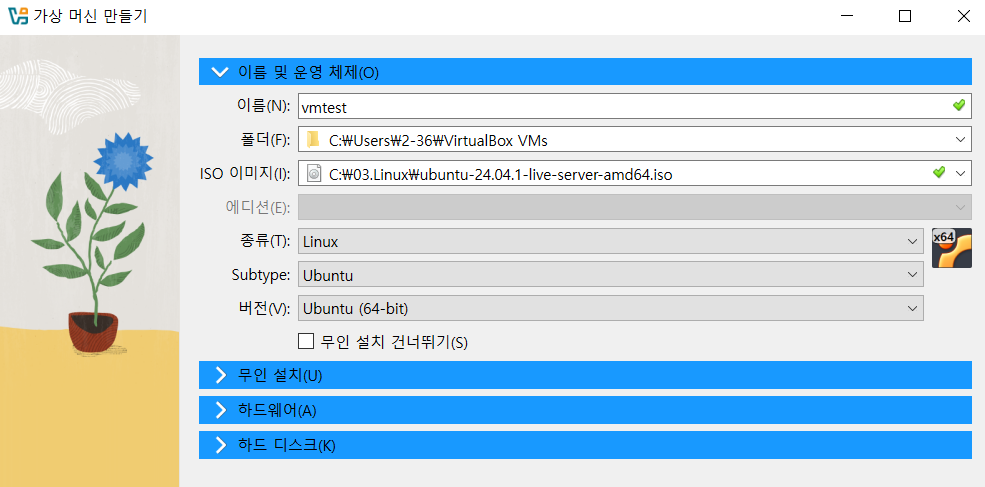 가상 머신 만들기
이름 및 운영 체제(O)
이름(N): vmtest
폴더(F): C:₩Users₩2-36₩VirtualBox VMs
ISO 이미지(I): C:₩03.Linux₩ubuntu-24.04.1-live-server-amd64.iso
에디션(E):
종류(T): Linux
x64
Subtype: Ubuntu
버전(V): Ubuntu (64-bit)
무인 설치 건너뛰기(S)
무인 설치(U)
하드웨어(A)
하드 디스크(K)